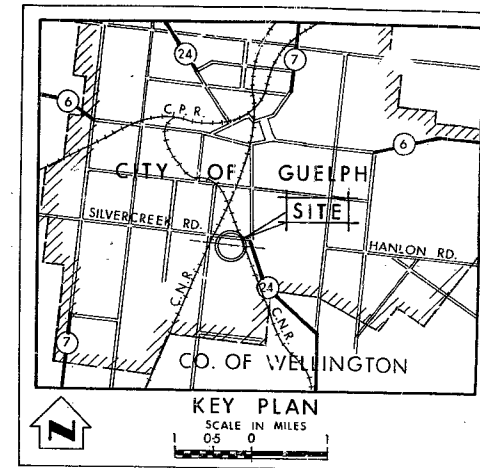 24
7
6
C.P.R.
6
CITY OF GUELPH
SITE
SILVERCREEK RD.
HANLON RD.
C.N.R.
24
C.N.R.
7
CO. OF WELLINGTON
KEY PLAN
SCALE IN MILES
1 0·5 0 1
N